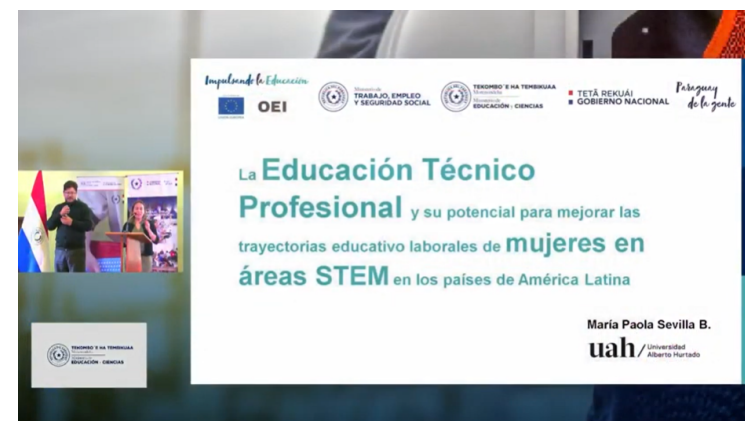 Impulsando la Educación
OEI
Ministerio de
TRABAJO, EMPLEO
Y SEGURIDAD SOCIAL
TEKOMBO'E HA TEMBIKUAA
Motenondeha
Ministerio de
EDUCACIÓN y CIENCIAS
TETÃ REKUÁI
GOBIERNO NACIONAL
Paraguay
de la gente
La Educación Técnico
Profesional y su potencial para mejorar las
trayectorias educativo laborales de mujeres en
áreas STEM en los países de América Latina
María Paola Sevilla B.
uah/ Universidad
Alberto Hurtado
TEKOMBO'E HA TEMBIKUAA
EDUCACIÓN y CIENCIAS